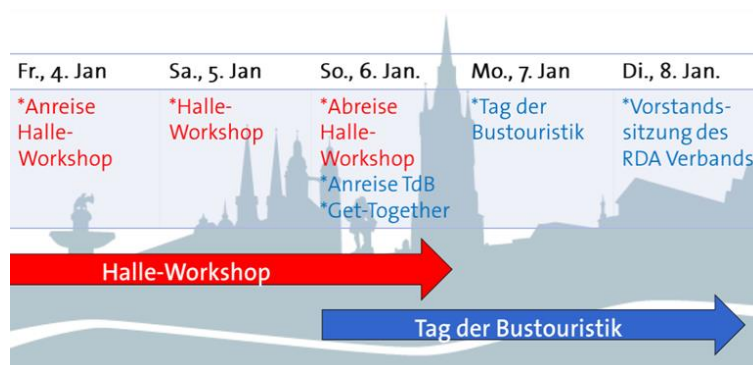 Fr., 4. Jan
Sa., 5. Jan
So., 6. Jan.
Mo., 7. Jan
Di., 8. Jan.
*Anreise
Halle-
Workshop
*Halle-
Workshop
*Abreise
Halle-
Workshop
*Anreise TdB
*Get-Together
*Tag der
Bustouristik
*Vorstands-
sitzung des
RDA Verbands
Halle-Workshop
Tag der Bustouristik